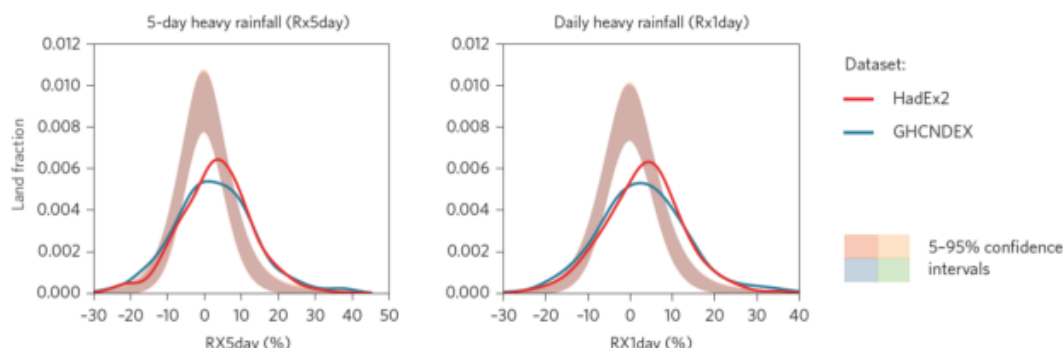 5-day heavy rainfall (Rx5day)
0.012
0.010
0.008
0.006
0.004
0.002
0.000
Land fraction
-30 -20 -10 0 10 20 30 40 50
RX5day (%)
Daily heavy rainfall (Rx1day)
0.012
0.010
0.008
0.006
0.004
0.002
0.000
-30 -20 -10 0 10 20 30 40
RX1day (%)
Dataset:
HadEx2
GHCNDEX
5–95% confidence
intervals